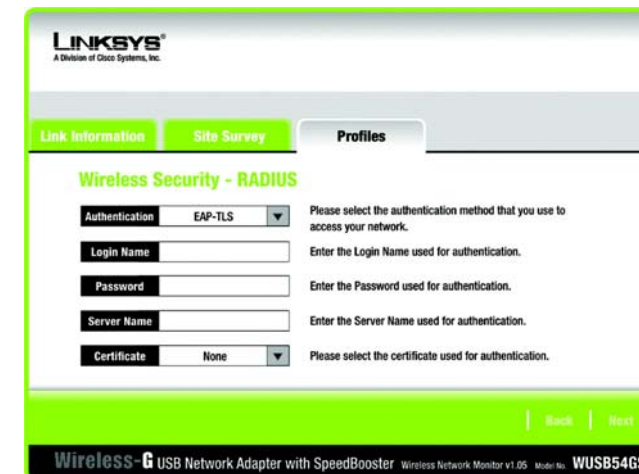 LINKSYS®
A Division of Cisco Systems, Inc.
Link Information Site Survey Profiles
Wireless Security - RADIUS
Authentication EAP-TLS Please select the authentication method that you use to
access your network.
Login Name Enter the Login Name used for authentication.
Password Enter the Password used for authentication.
Server Name Enter the Server Name used for authentication.
Certificate None Please select the certificate used for authentication.
Back Next
Wireless-G USB Network Adapter with SpeedBooster Wireless Network Monitor v1.05 Model No. WUSB54GS